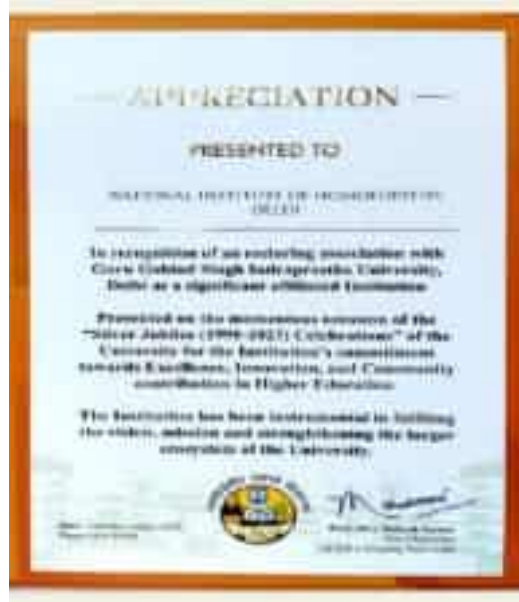 APPRECIATION
PRESENTED TO
NATIONAL INSTITUTE OF
DELHI
In recognition of an enduring association with
Guru Gobind Singh Indraprastha University,
Delhi as a significant affiliated Institution
Presented on the momentous occasion of the
"Silver Jubilee (1998-2023) Celebrations" of the
University for the Institution's commitment
towards Excellence, Innovation, and Community
contribution in Higher Education.
The Institution has been instrumental in fulfilling
the vision, mission and strengthening the larger
ecosystem of the University.